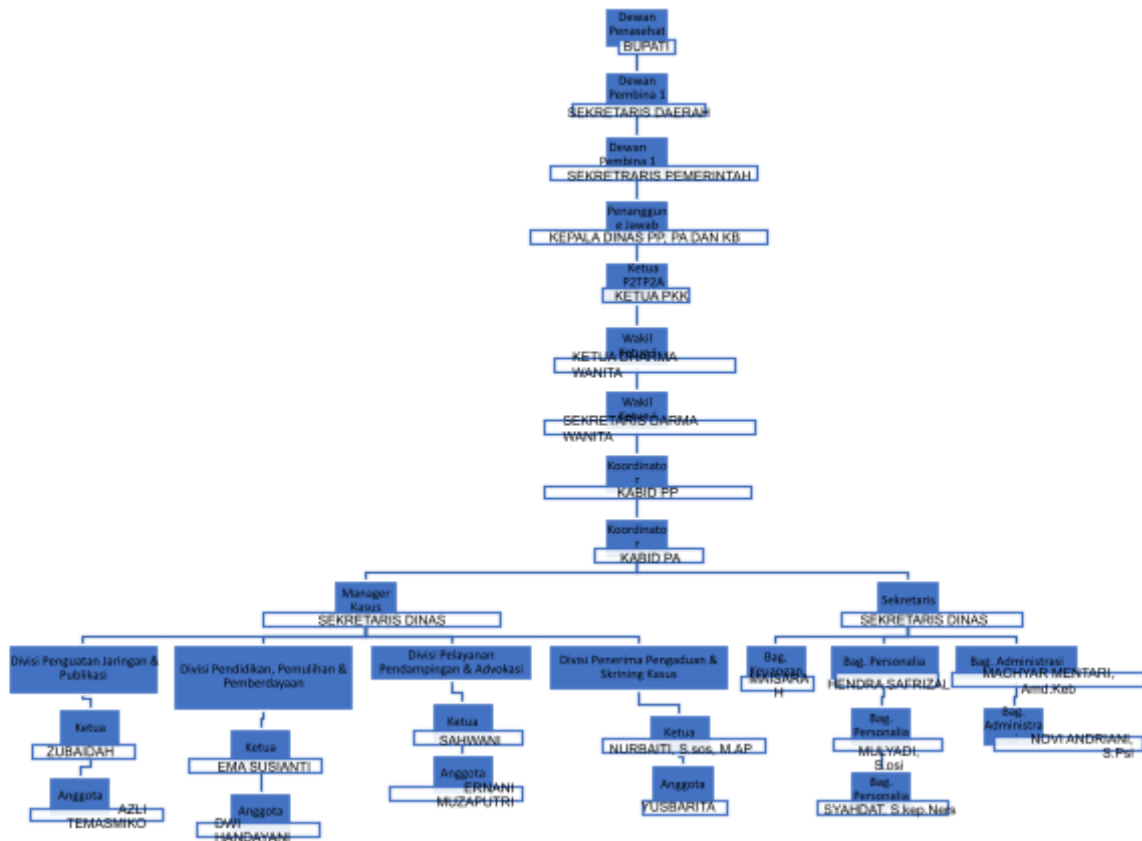 Dewan
Penasehat
BUPATI
Dewan
Pembina 1
SEKRETARIS DAERAH
Dewan
Pembina 1
SEKRETRARIS PEMERINTAH
Penanggun
g Jawab
KEPALA DINAS PP, PA DAN KB
Ketua
P2TP2A
KETUA PKK
Wakil
KETUA DHARMA
WANITA
Wakil
SEKRETARIS DARMA
WANITA
Koordinato
r
KABID PP
Koordinato
r
KABID PA
Manager
Kasus
SEKRETARIS DINAS
Sekretaris
SEKRETARIS DINAS
Divisi Penguatan Jaringan &
Publikasi
Ketua
ZUBAIDAH
Anggota
AZLI
TEMASMIKO
Divisi Pendidikan, Pemulihan &
Pemberdayaan
Ketua
EMA SUSIANTI
Anggota
DWI
HANDAYANI
Divisi Pelayanan
Pendampingan & Advokasi
Ketua
SAHWANI
Anggota
ERNANI
MUZAPUTRI
Divisi Penerima Pengaduan &
Skrining Kasus
Ketua
NURBAITI, S.sos, M.AP
Anggota
YUSBARITA
Bag.
MAISARA
H
Bag. Personalia
HENDRA SAFRIZAL
Bag.
Personalia
MULYADI,
S.osi
Bag.
Personalia
SYAHDAT, S.kep.Ners
Bag. Administrasi
MACHYAR MENTARI,
Amd.Keb
Bag.
Administra
NOVI ANDRIANI,
S.Psi